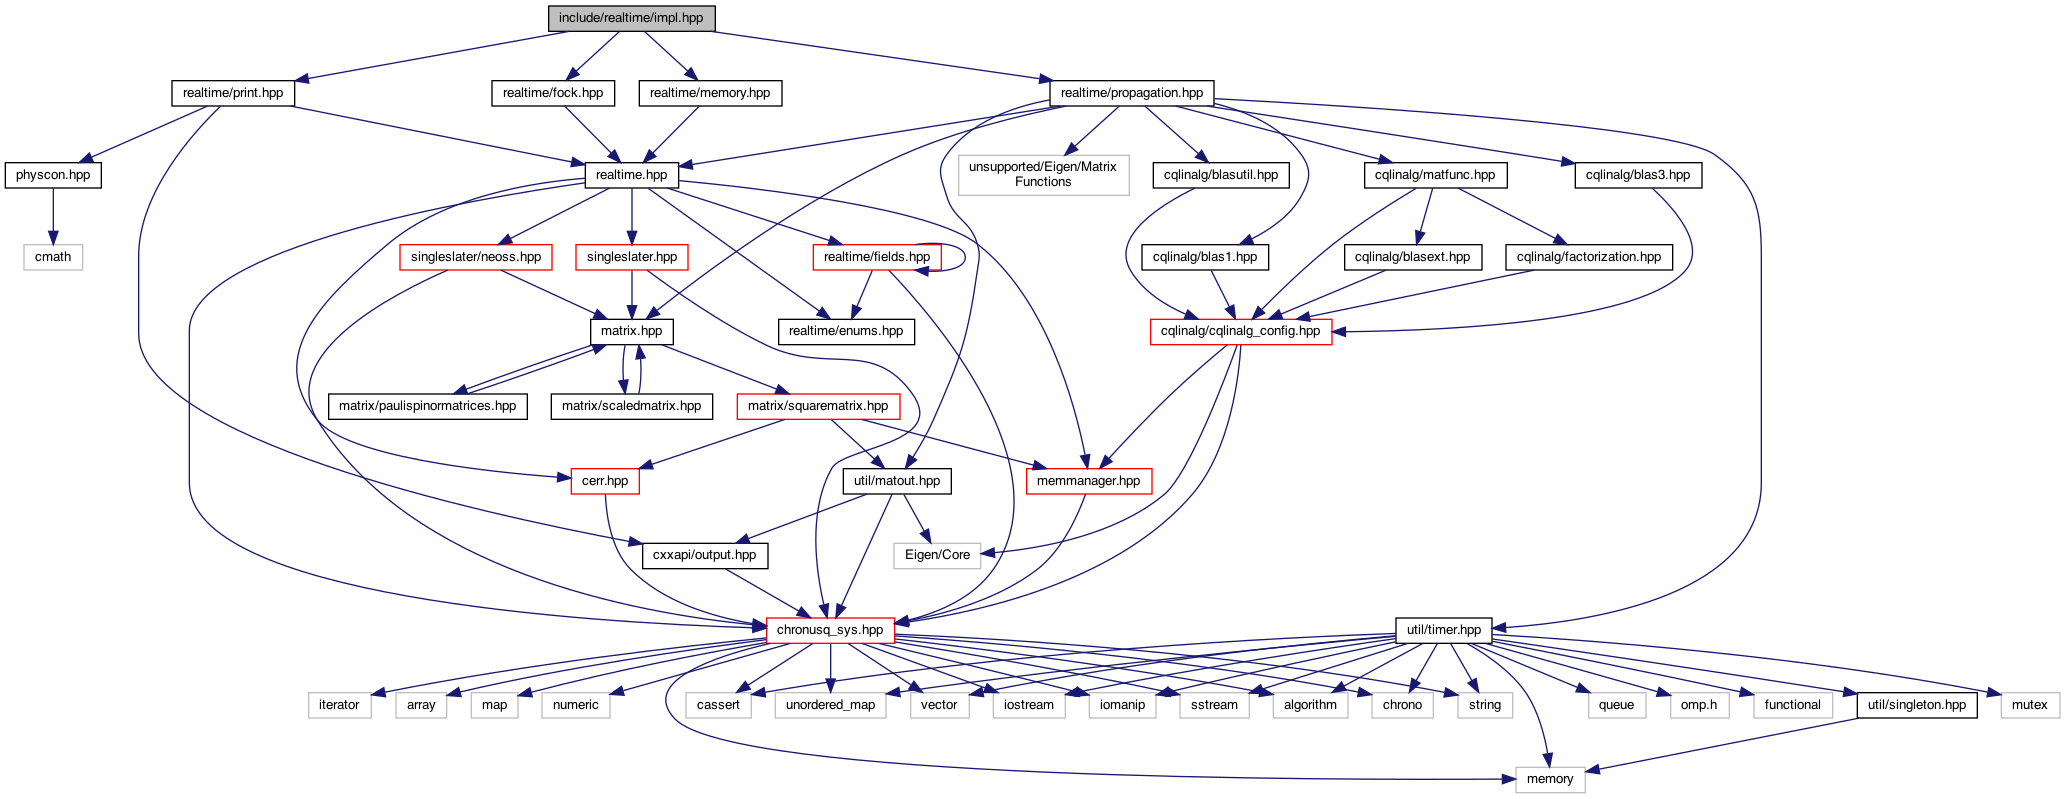 include/realtime/impl.hpp
realtime/print.hpp
realtime/fock.hpp
realtime/memory.hpp
realtime/propagation.hpp
physcon.hpp
realtime.hpp
unsupported/Eigen/Matrix
Functions
cqlinalg/blasutil.hpp
cqlinalg/matfunc.hpp
cqlinalg/blas3.hpp
cmath
singleslater/neoss.hpp
singleslater.hpp
realtime/fields.hpp
cqlinalg/blas1.hpp
cqlinalg/blasext.hpp
cqlinalg/factorization.hpp
matrix.hpp
realtime/enums.hpp
cqlinalg/cqlinalg_config.hpp
matrix/paulispinormatrices.hpp
matrix/scaledmatrix.hpp
matrix/squarematrix.hpp
cerr.hpp
util/matout.hpp
memmanager.hpp
cxxapi/output.hpp
Eigen/Core
chronusq_sys.hpp
util/timer.hpp
iterator
array
map
numeric
cassert
unordered_map
vector
iostream
iomanip
sstream
algorithm
chrono
string
queue
omp.h
functional
util/singleton.hpp
mutex
memory